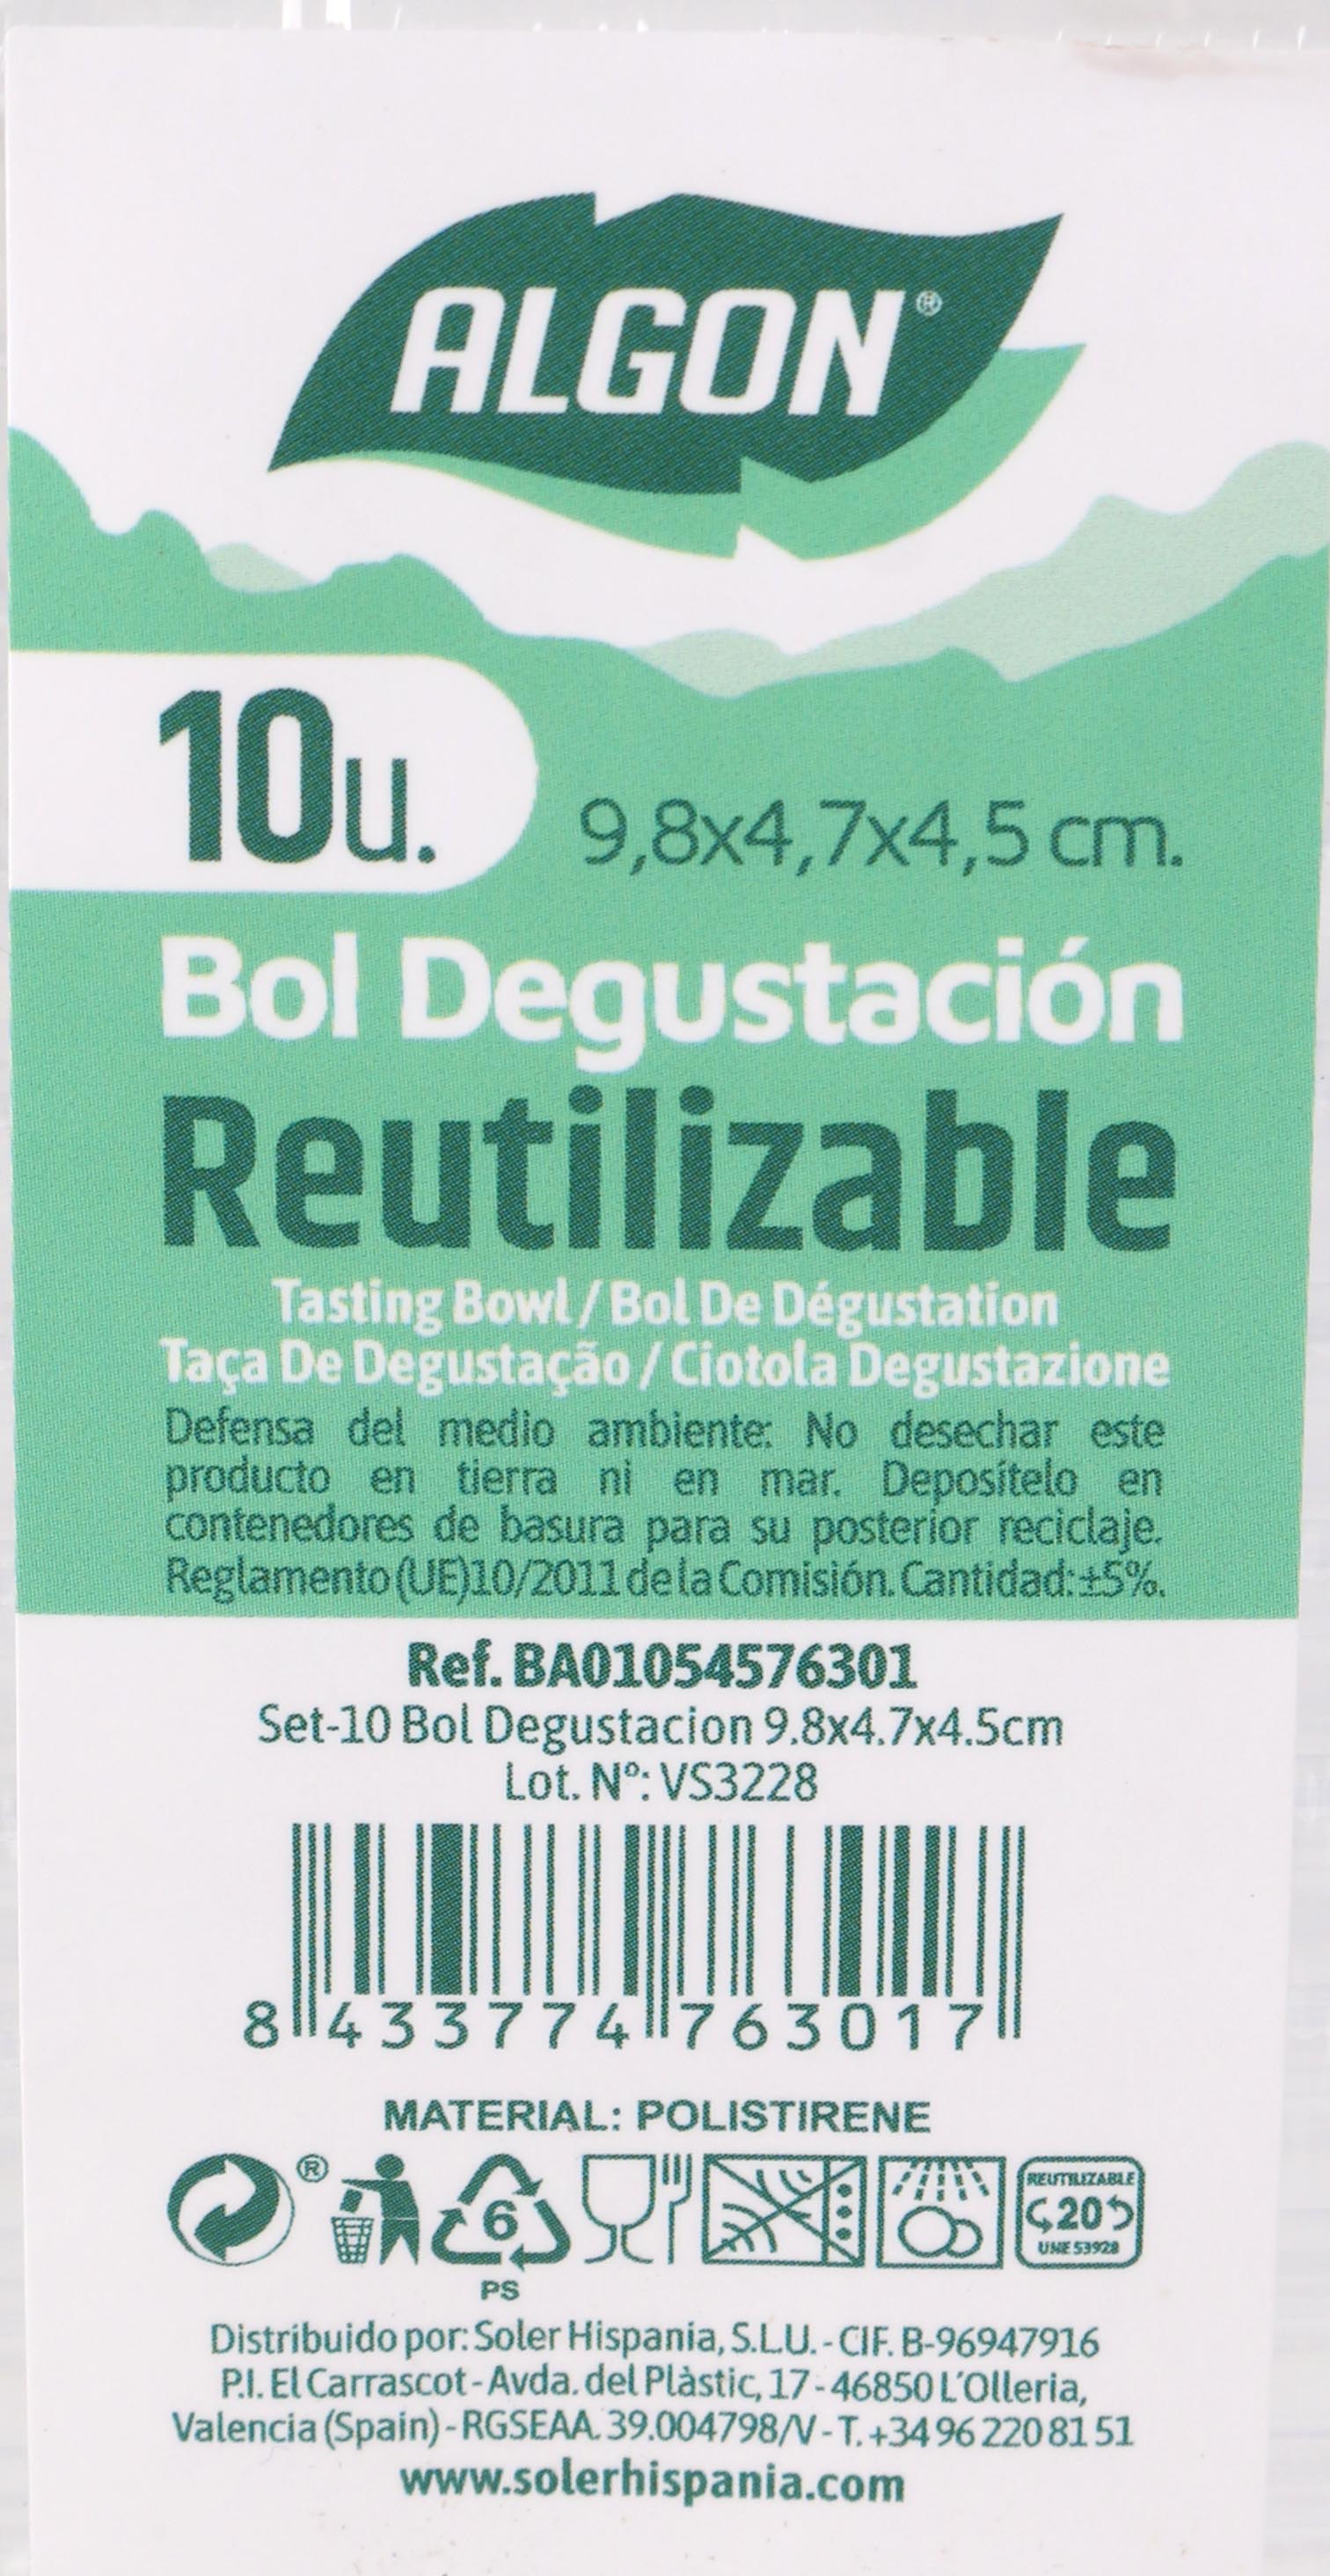 ALGON®
10u.
9,8x4,7x4,5 cm.
Bol Degustación
Reutilizable
Tasting Bowl / Bol De Dégustation
Taça De Degustação / Ciotola Degustazione
Defensa del medio ambiente: No desechar este
producto en tierra ni en mar. Deposítelo en
contenedores de basura para su posterior reciclaje.
Reglamento (UE)10/2011 de la Comisión. Cantidad: ±5%.
Ref. BA01054576301
Set-10 Bol Degustacion 9.8x4.7x4.5cm
Lot. Nº: VS3228
8 433774 763017
MATERIAL: POLISTIRENE
®
6
PS
REUTILIZABLE
20
UNE 53928
Distribuido por: Soler Hispania, S.L.U. - CIF. B-96947916
P.I. El Carrascot - Avda. del Plàstic, 17 - 46850 L'Olleria,
Valencia (Spain) - RGSEAA. 39.004798/V - T. +34 96 220 81 51
www.solerhispania.com